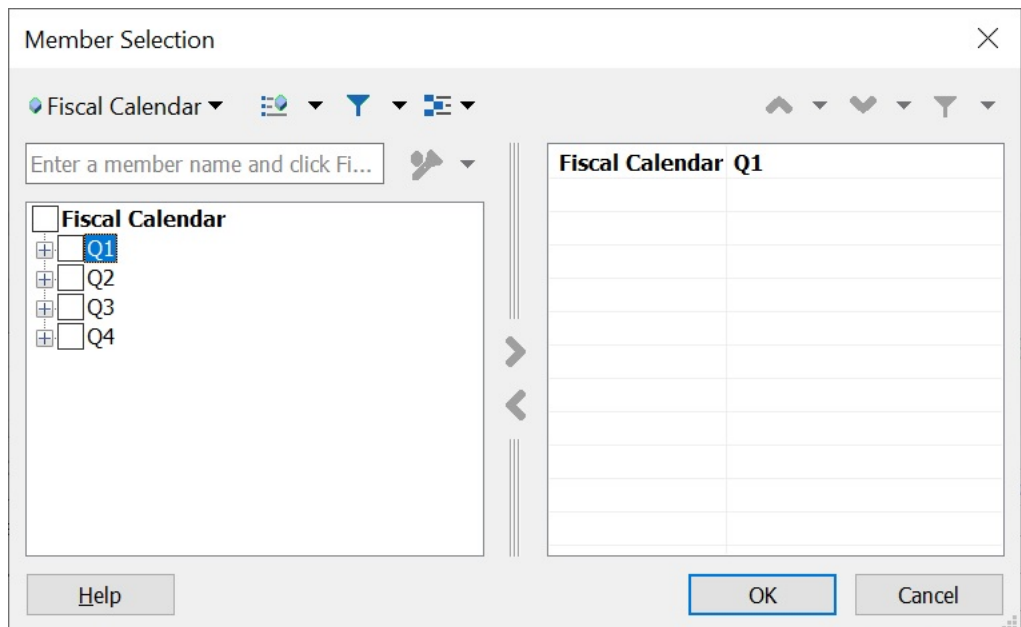 Member Selection
Fiscal Calendar
Enter a member name and click Fi...
Fiscal Calendar
Q1
Q2
Q3
Q4
Fiscal Calendar Q1
Help
OK
Cancel